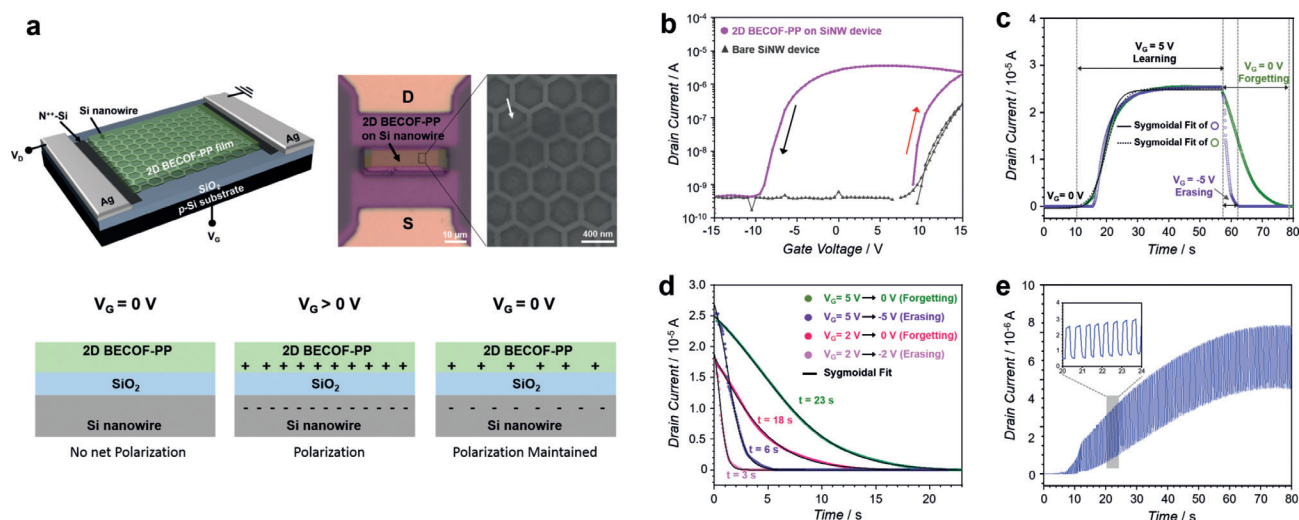 a
N⁺⁺-Si
Si nanowire
Ag
2D BECOF-PP film
V_D
Ag
SiO₂
p-Si substrate
V_G
D
2D BECOF-PP
on Si nanowire
S
10 µm
400 nm
V_G = 0 V
V_G > 0 V
V_G = 0 V
2D BECOF-PP
2D BECOF-PP
2D BECOF-PP
+ + + + + + + + + +
+ + + + + +
SiO₂
SiO₂
SiO₂
- - - - - - - - - -
- - - - - -
Si nanowire
Si nanowire
Si nanowire
No net Polarization
Polarization
Polarization Maintained
b
2D BECOF-PP on SiNW device
Bare SiNW device
Drain Current / A
10⁻⁴
10⁻⁵
10⁻⁶
10⁻⁷
10⁻⁸
10⁻⁹
10⁻¹⁰
-15 -10 -5 0 5 10 15
Gate Voltage / V
c
Drain Current / 10⁻⁵ A
4
3
2
1
0
V_G = 5 V
Learning
V_G = 0 V
Forgetting
Sygmoidal Fit of
Sygmoidal Fit of
V_G = -5 V
Erasing
V_G = 0 V
0 10 20 30 40 50 60 70 80
Time / s
d
Drain Current / 10⁻⁵ A
3.0
2.5
2.0
1.5
1.0
0.5
0
V_G = 5 V → 0 V (Forgetting)
V_G = 5 V → -5 V (Erasing)
V_G = 2 V → 0 V (Forgetting)
V_G = 2 V → -2 V (Erasing)
Sygmoidal Fit
t = 23 s
t = 18 s
t = 6 s
t = 3 s
0 5 10 15 20
Time / s
e
Drain Current / 10⁻⁶ A
10
8
6
4
2
0
4
3
2
1
0
20 21 22 23 24
0 10 20 30 40 50 60 70 80
Time / s